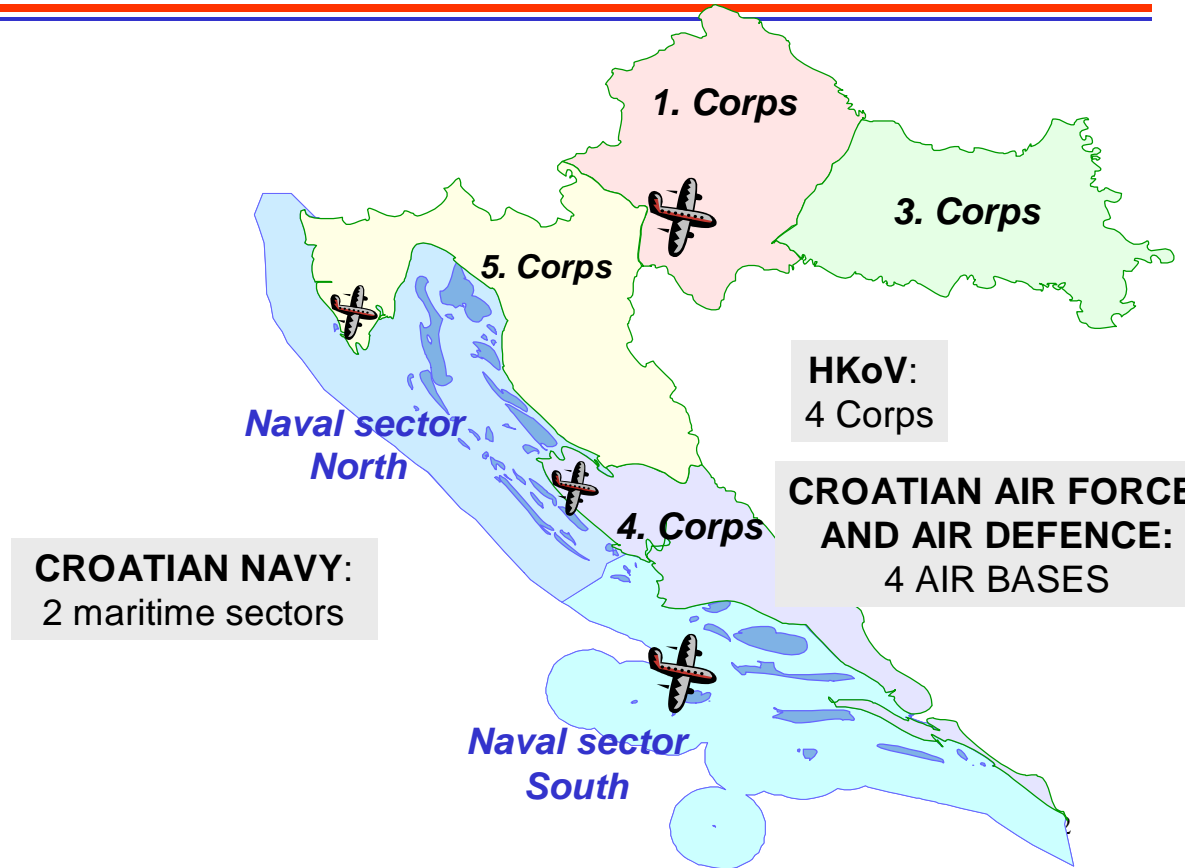 1. Corps
3. Corps
5. Corps
HKoV:
4 Corps
Naval sector
North
CROATIAN AIR FORCE
AND AIR DEFENCE:
4 AIR BASES
4. Corps
CROATIAN NAVY:
2 maritime sectors
Naval sector
South